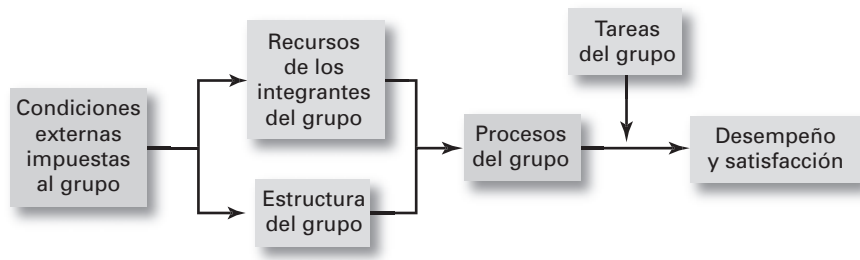 Condiciones
externas
impuestas
al grupo
Recursos
de los
integrantes
del grupo
Estructura
del grupo
Procesos
del grupo
Tareas
del grupo
Desempeño
y satisfacción